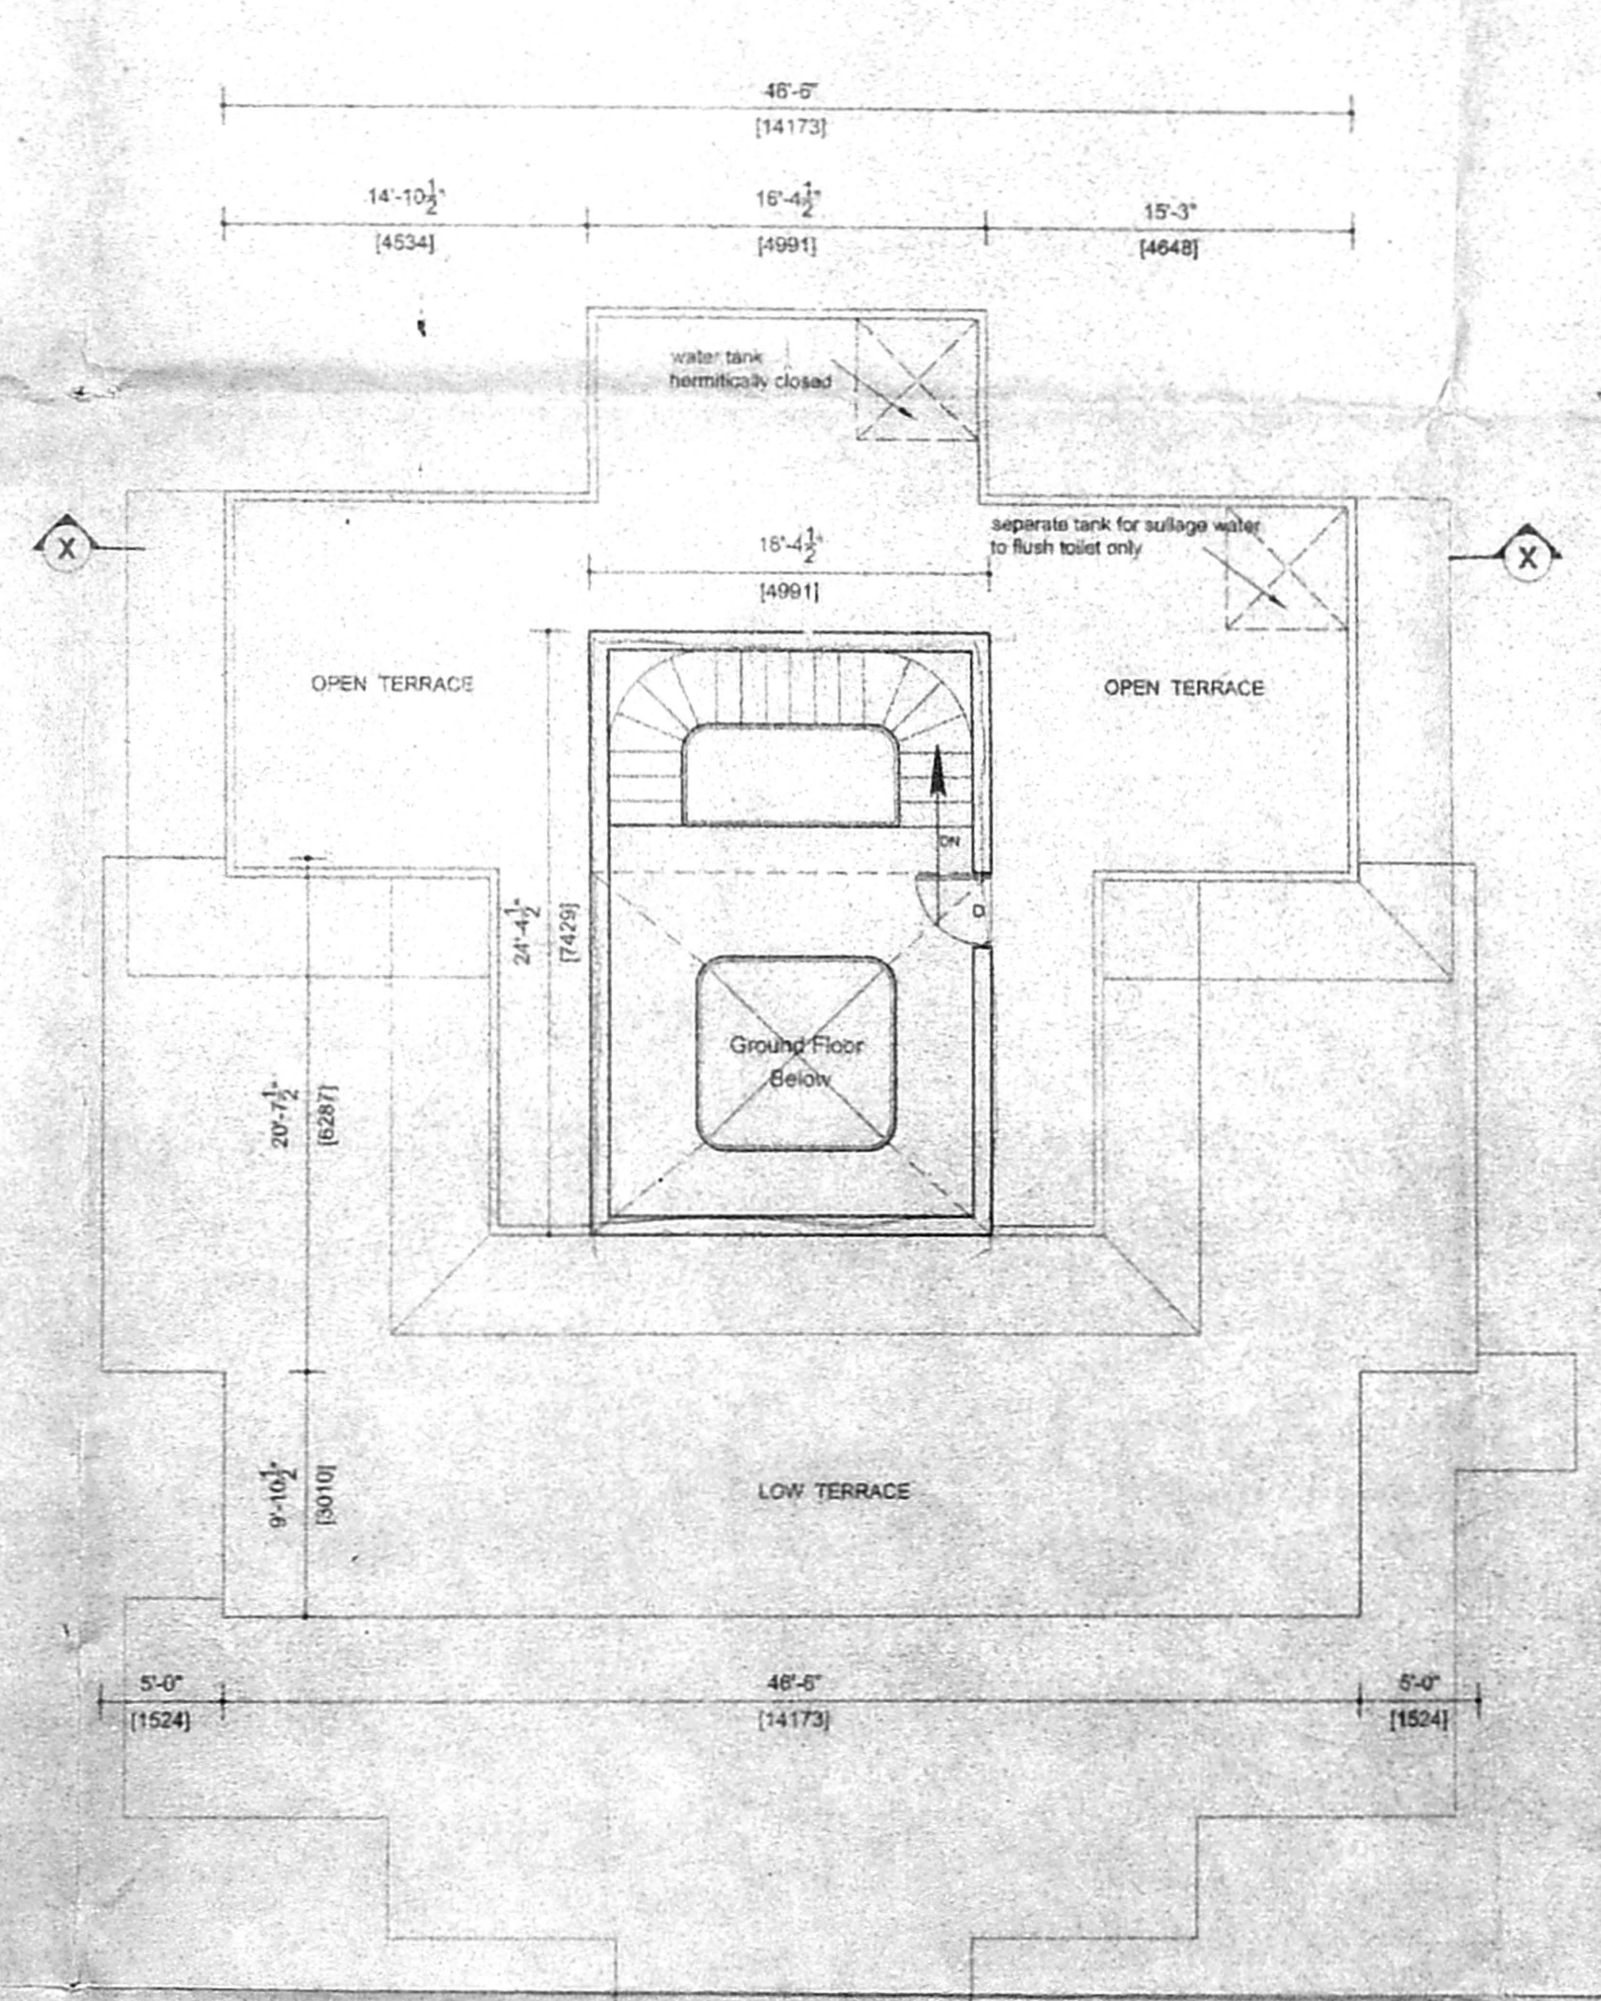 46'-6"
[14173]
14'-10½"
16'-4½"
15'-3"
[4534]
[4991]
[4648]
water tank
hermitically closed
separate tank for sullage water
to flush toilet only
X
X
16'-4½"
[4991]
OPEN TERRACE
OPEN TERRACE
DN
D
24'-4½"
[7429]
Ground Floor
Below
20'-7½"
[6287]
9'-10½"
[3010]
LOW TERRACE
5'-0"
46'-6"
5'-0"
[1524]
[14173]
[1524]